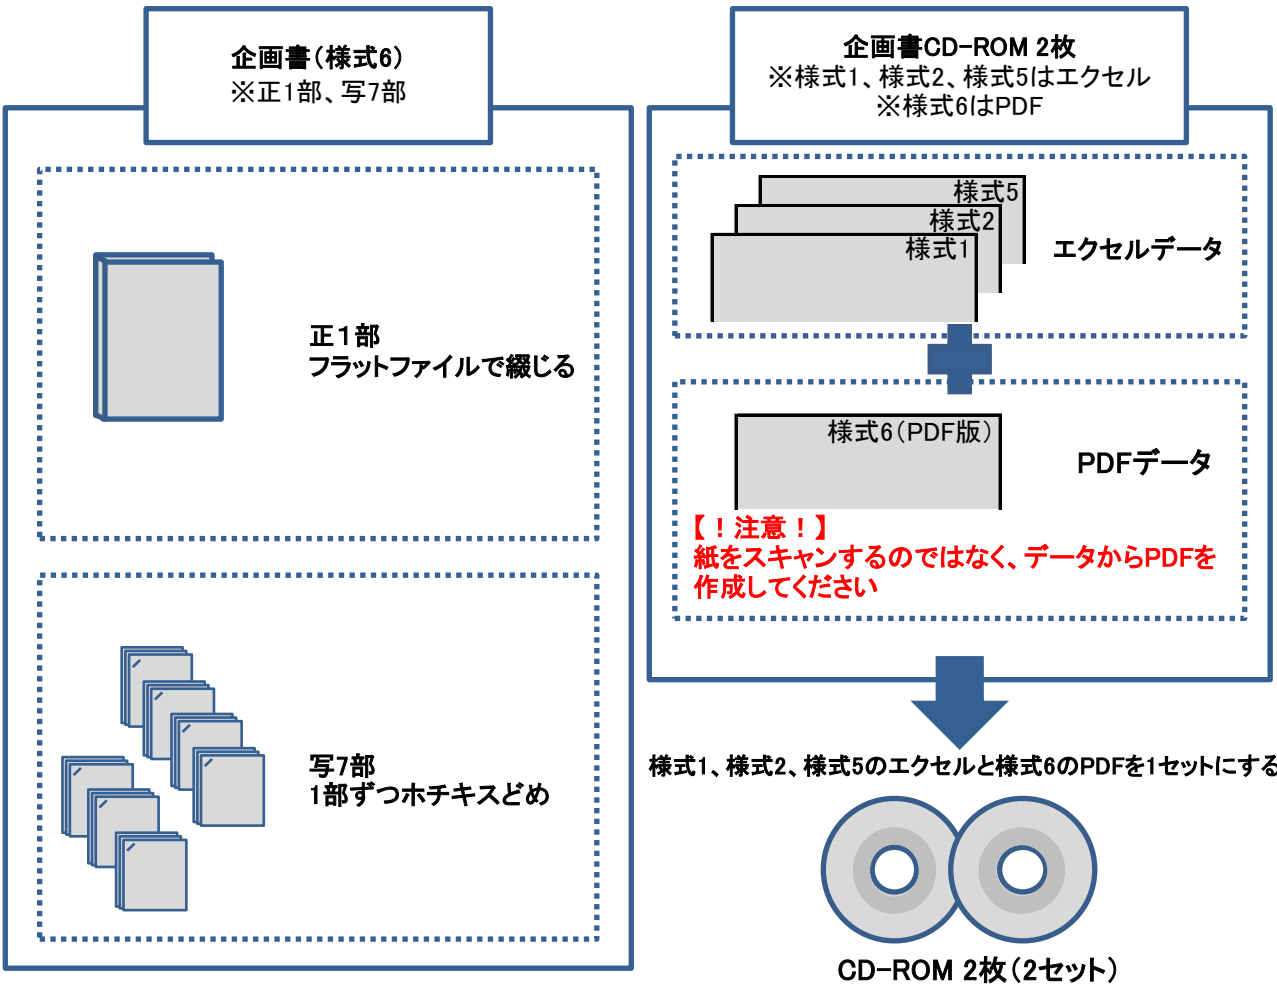 企画書（様式6）
※正1部、写7部
正１部
フラットファイルで綴じる
写7部
1部ずつホチキスどめ
企画書CD-ROM 2枚
※様式1、様式2、様式5はエクセル
※様式6はPDF
様式5
様式2
様式1
エクセルデータ
様式6（PDF版）
PDFデータ
【！注意！】
紙をスキャンするのではなく、データからPDFを
作成してください
様式1、様式2、様式5のエクセルと様式6のPDFを1セットにする
CD-ROM 2枚（2セット）